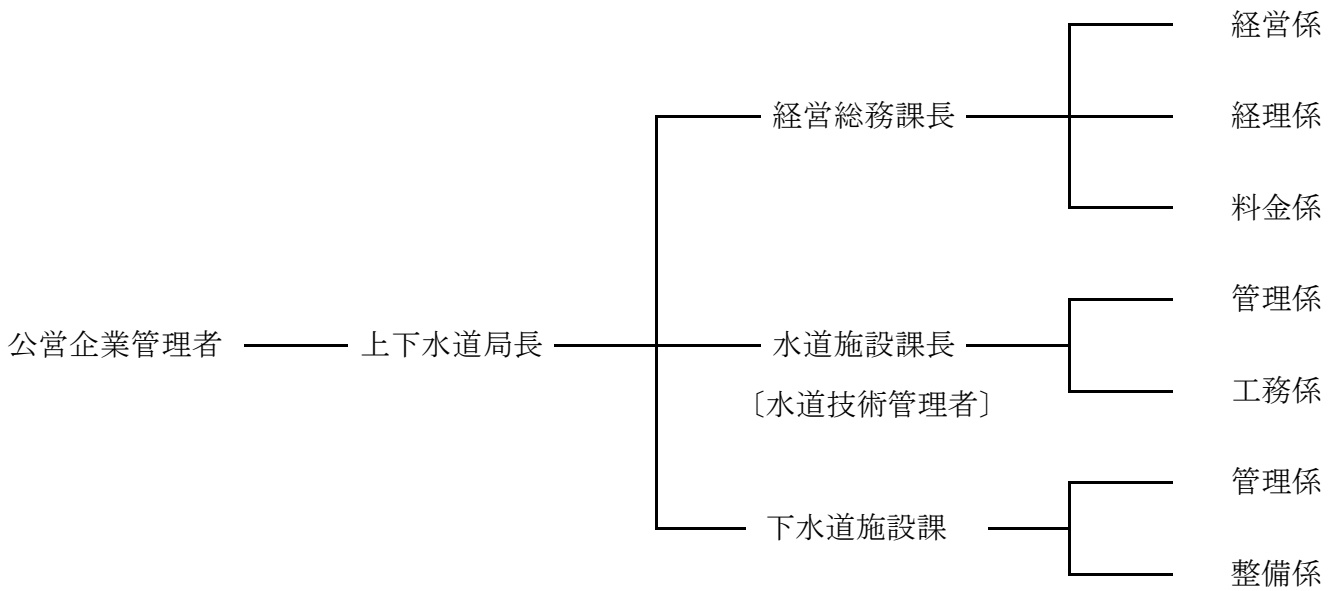 経営係
経営総務課長
経理係
料金係
公営企業管理者
上下水道局長
水道施設課長
〔水道技術管理者〕
管理係
工務係
下水道施設課
管理係
整備係